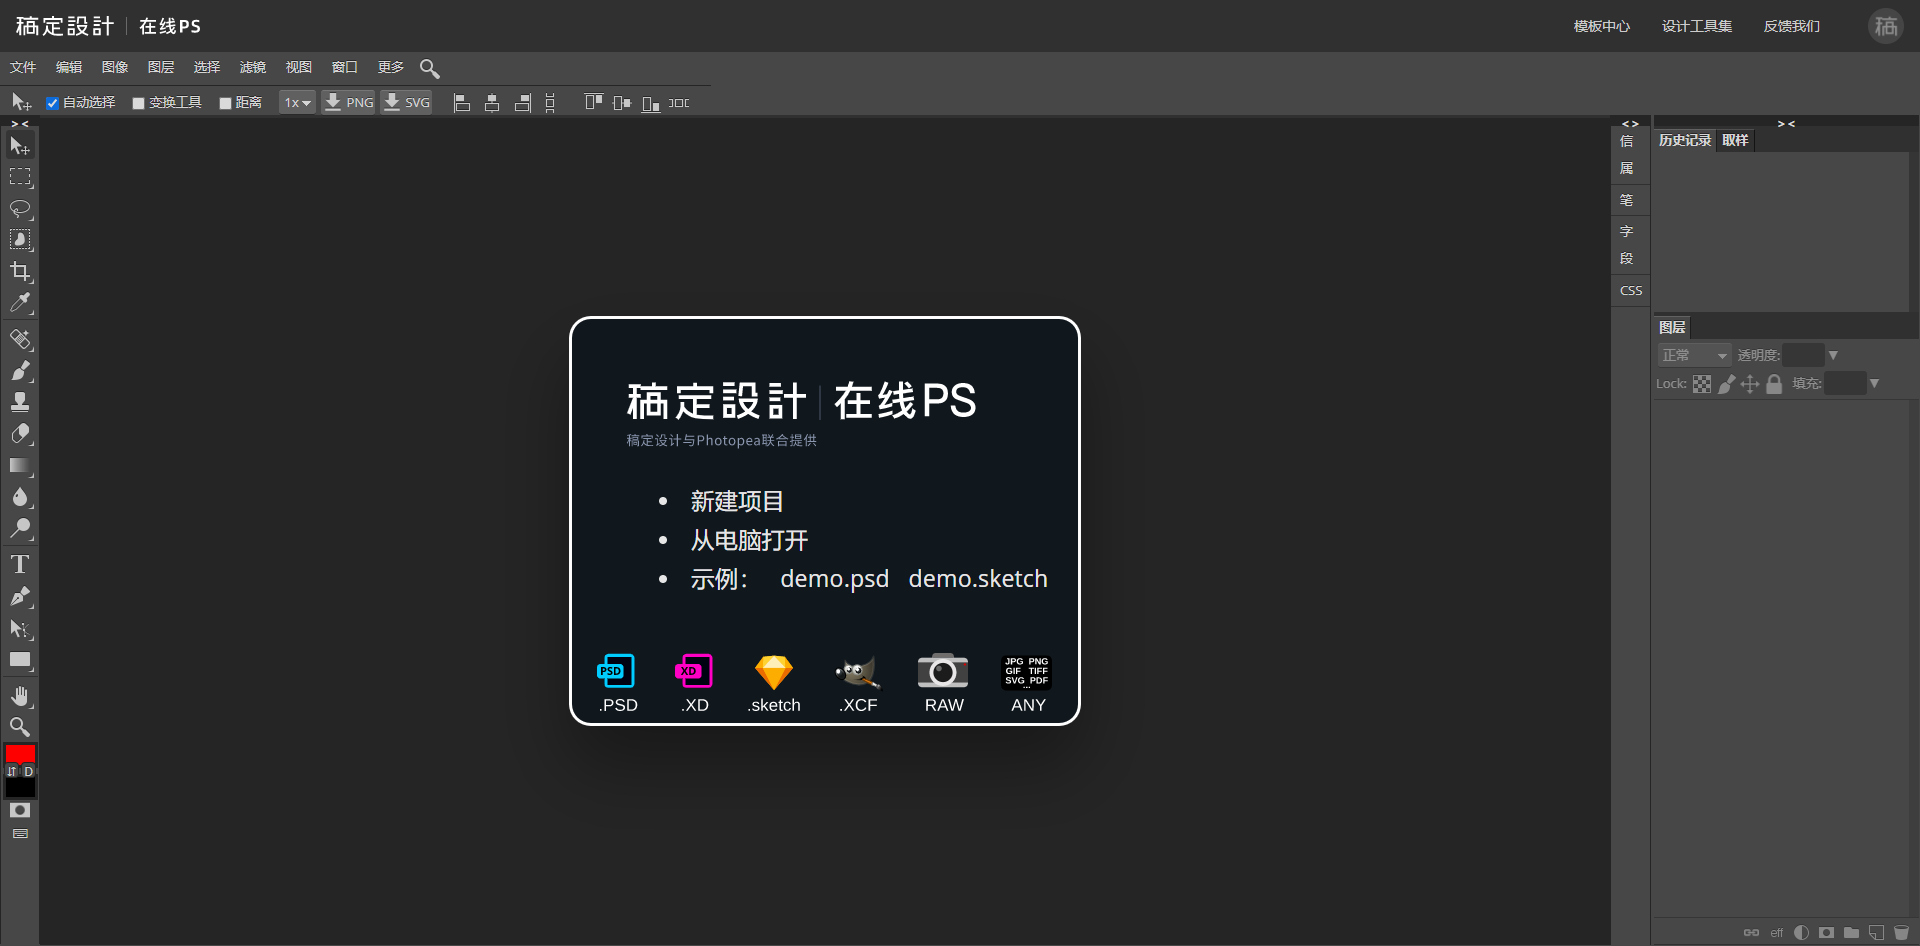 稿定設計 在线PS 模板中心 设计工具集 反馈我们 稿
文件 编辑 图像 图层 选择 滤镜 视图 窗口 更多
自动选择 变换工具 距离 1x PNG SVG
> <
< >
> <
信
属
笔
字
段
CSS
历史记录 取样
图层
正常 透明度:
Lock: 填充:
稿定設計 在线PS
稿定设计与Photopea联合提供
• 新建项目
• 从电脑打开
• 示例： demo.psd demo.sketch
PSD XD JPG PNG
GIF TIFF
SVG PDF
...
.PSD .XD .sketch .XCF RAW ANY
T
D
eff